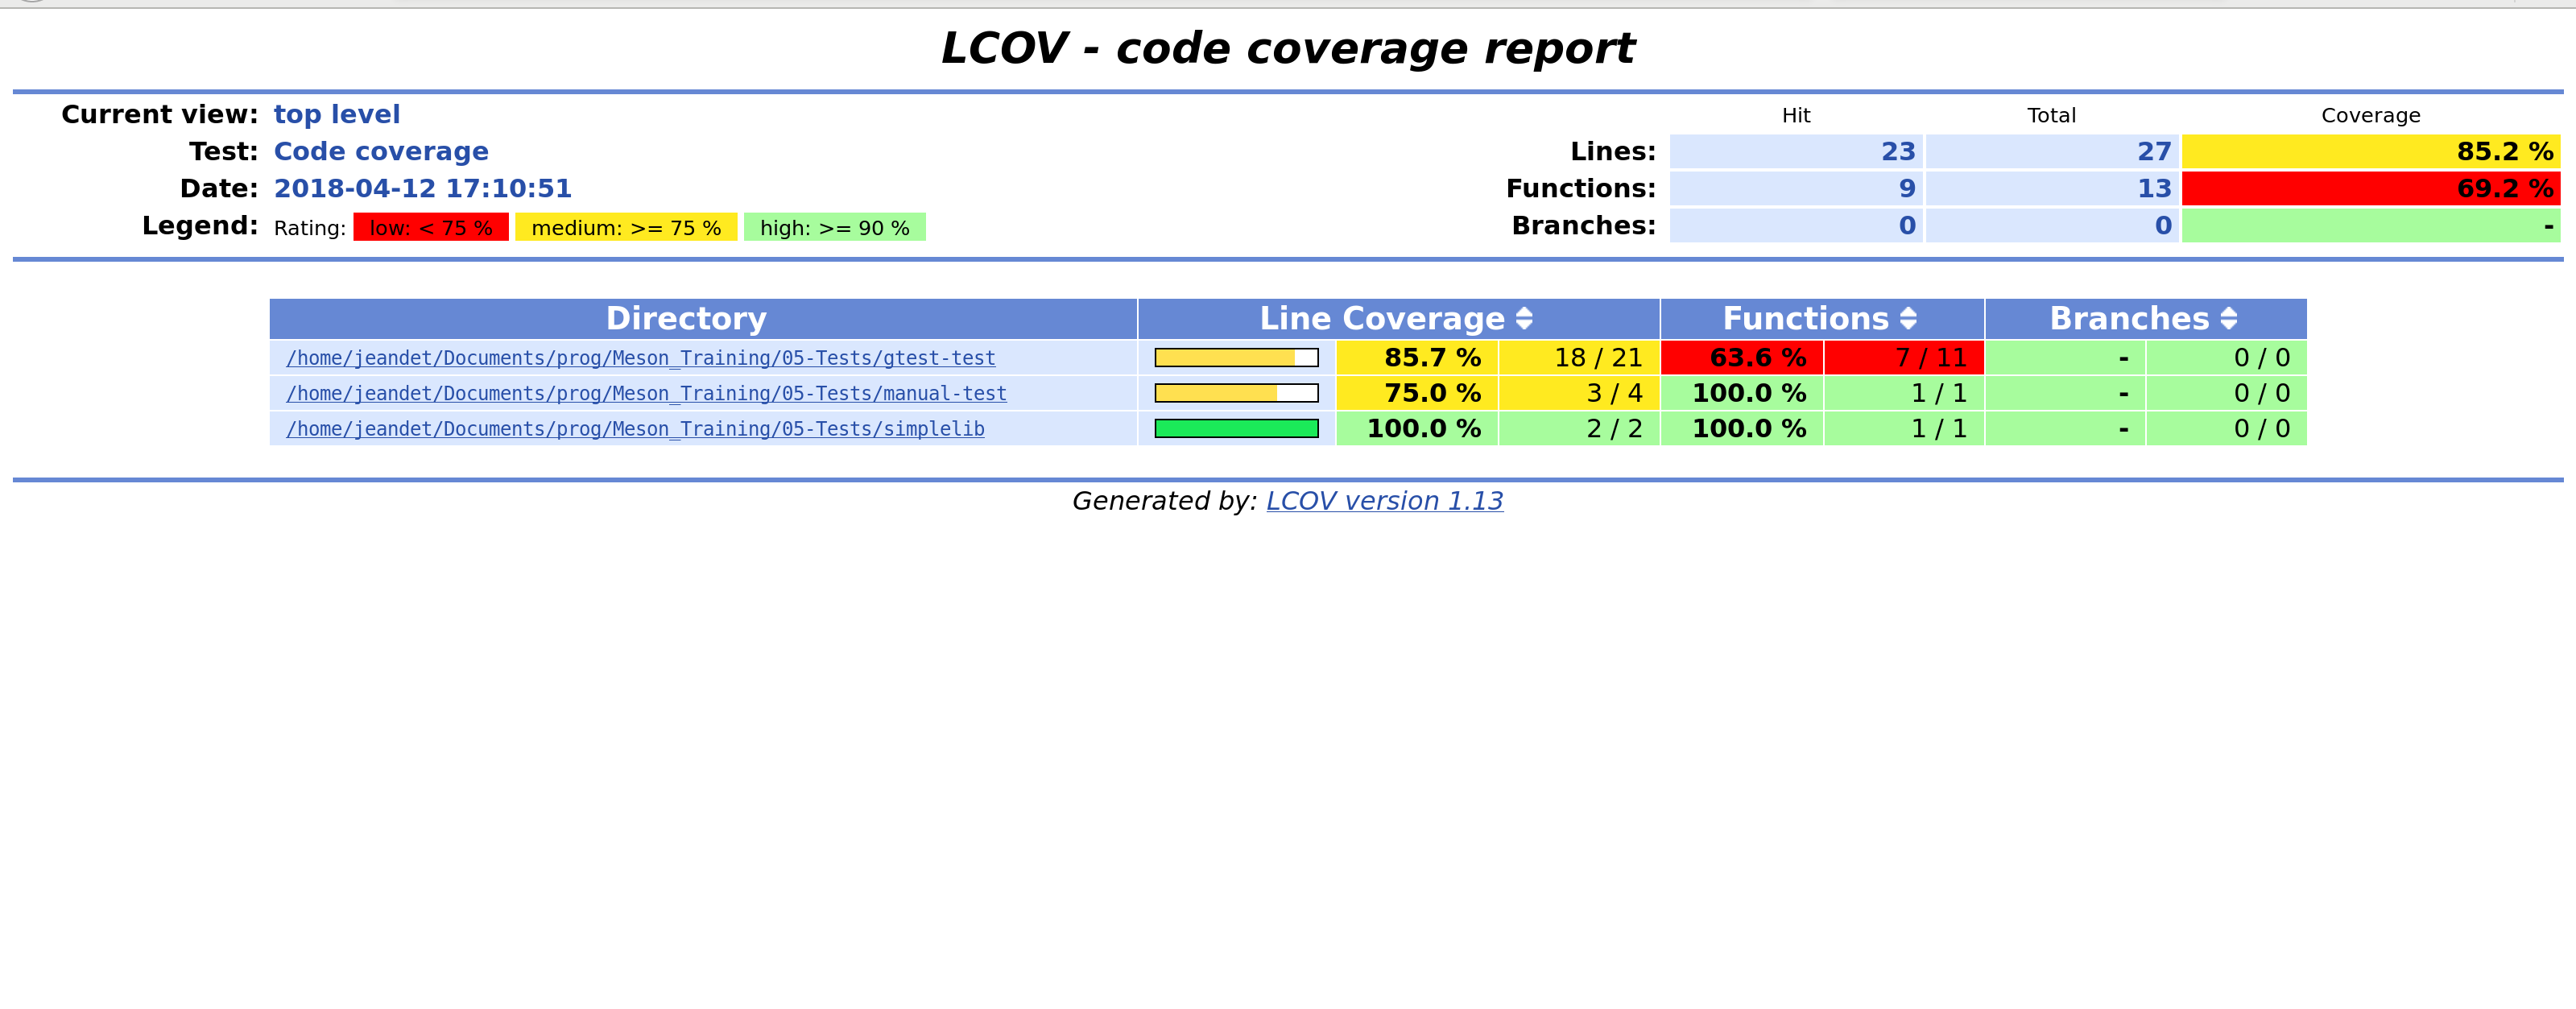 LCOV - code coverage report
Current view: top level
Hit Total Coverage
Test: Code coverage
Lines: 23 27 85.2 %
Date: 2018-04-12 17:10:51
Functions: 9 13 69.2 %
Legend: Rating: low: < 75 % medium: >= 75 % high: >= 90 %
Branches: 0 0 -
Directory Line Coverage Functions Branches
/home/jeandet/Documents/prog/Meson_Training/05-Tests/gtest-test 85.7 % 18 / 21 63.6 % 7 / 11 - 0 / 0
/home/jeandet/Documents/prog/Meson_Training/05-Tests/manual-test 75.0 % 3 / 4 100.0 % 1 / 1 - 0 / 0
/home/jeandet/Documents/prog/Meson_Training/05-Tests/simplelib 100.0 % 2 / 2 100.0 % 1 / 1 - 0 / 0
Generated by: LCOV version 1.13